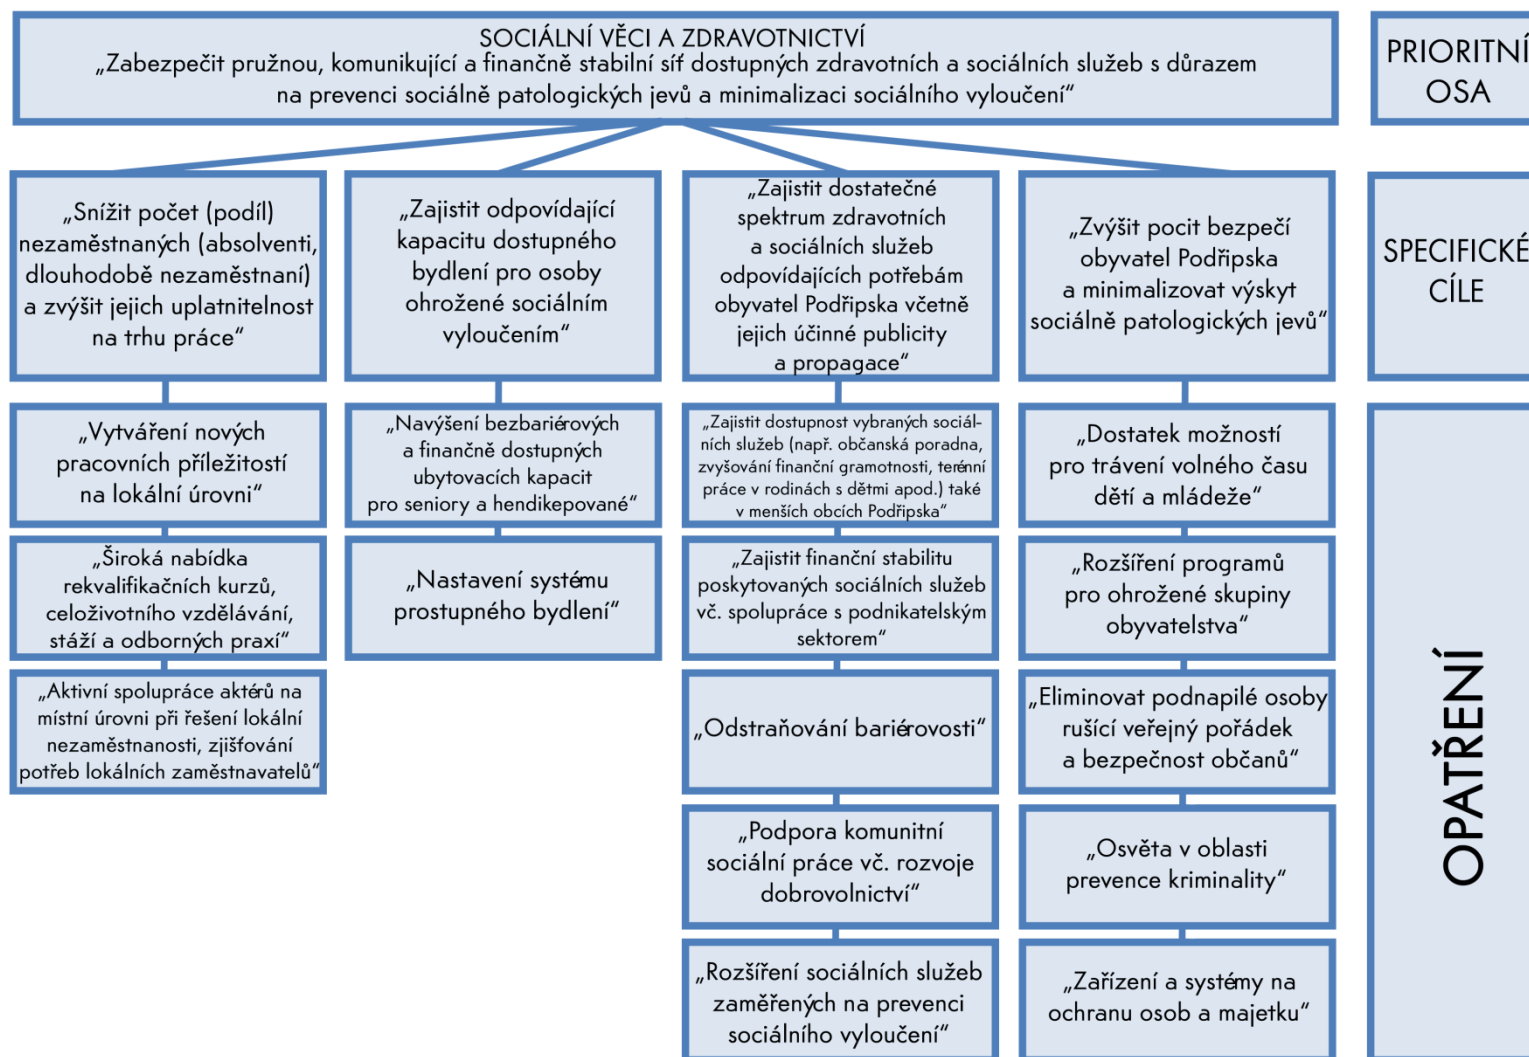 SOCIÁLNÍ VĚCI A ZDRAVOTNICTVÍ
„Zabezpečit pružnou, komunikující a finančně stabilní síť dostupných zdravotních a sociálních služeb s důrazem
na prevenci sociálně patologických jevů a minimalizaci sociálního vyloučení“
PRIORITNÍ
OSA
„Snížit počet (podíl)
nezaměstnaných (absolventi,
dlouhodobě nezaměstnaní)
a zvýšit jejich uplatnitelnost
na trhu práce“
„Zajistit odpovídající
kapacitu dostupného
bydlení pro osoby
ohrožené sociálním
vyloučením“
„Zajistit dostatečné
spektrum zdravotních
a sociálních služeb
odpovídajících potřebám
obyvatel Podřipska včetně
jejich účinné publicity
a propagace“
„Zvýšit pocit bezpečí
obyvatel Podřipska
a minimalizovat výskyt
sociálně patologických jevů“
SPECIFICKÉ
CÍLE
„Vytváření nových
pracovních příležitostí
na lokální úrovni“
„Navýšení bezbariérových
a finančně dostupných
ubytovacích kapacit
pro seniory a hendikepované“
„Zajistit dostupnost vybraných sociál-
ních služeb (např. občanská poradna,
zvyšování finanční gramotnosti, terénní
práce v rodinách s dětmi apod.) také
v menších obcích Podřipska“
„Dostatek možností
pro trávení volného času
dětí a mládeže“
„Široká nabídka
rekvalifikačních kurzů,
celoživotního vzdělávání,
stáží a odborných praxí“
„Nastavení systému
prostupného bydlení“
„Zajistit finanční stabilitu
poskytovaných sociálních služeb
vč. spolupráce s podnikatelským
sektorem“
„Rozšíření programů
pro ohrožené skupiny
obyvatelstva“
„Aktivní spolupráce aktérů na
místní úrovni při řešení lokální
nezaměstnanosti, zjišťování
potřeb lokálních zaměstnavatelů“
„Odstraňování bariérovosti“
„Eliminovat podnapilé osoby
rušící veřejný pořádek
a bezpečnost občanů“
„Podpora komunitní
sociální práce vč. rozvoje
dobrovolnictví“
„Osvěta v oblasti
prevence kriminality“
„Rozšíření sociálních služeb
zaměřených na prevenci
sociálního vyloučení“
„Zařízení a systémy na
ochranu osob a majetku“
OPATŘENÍ